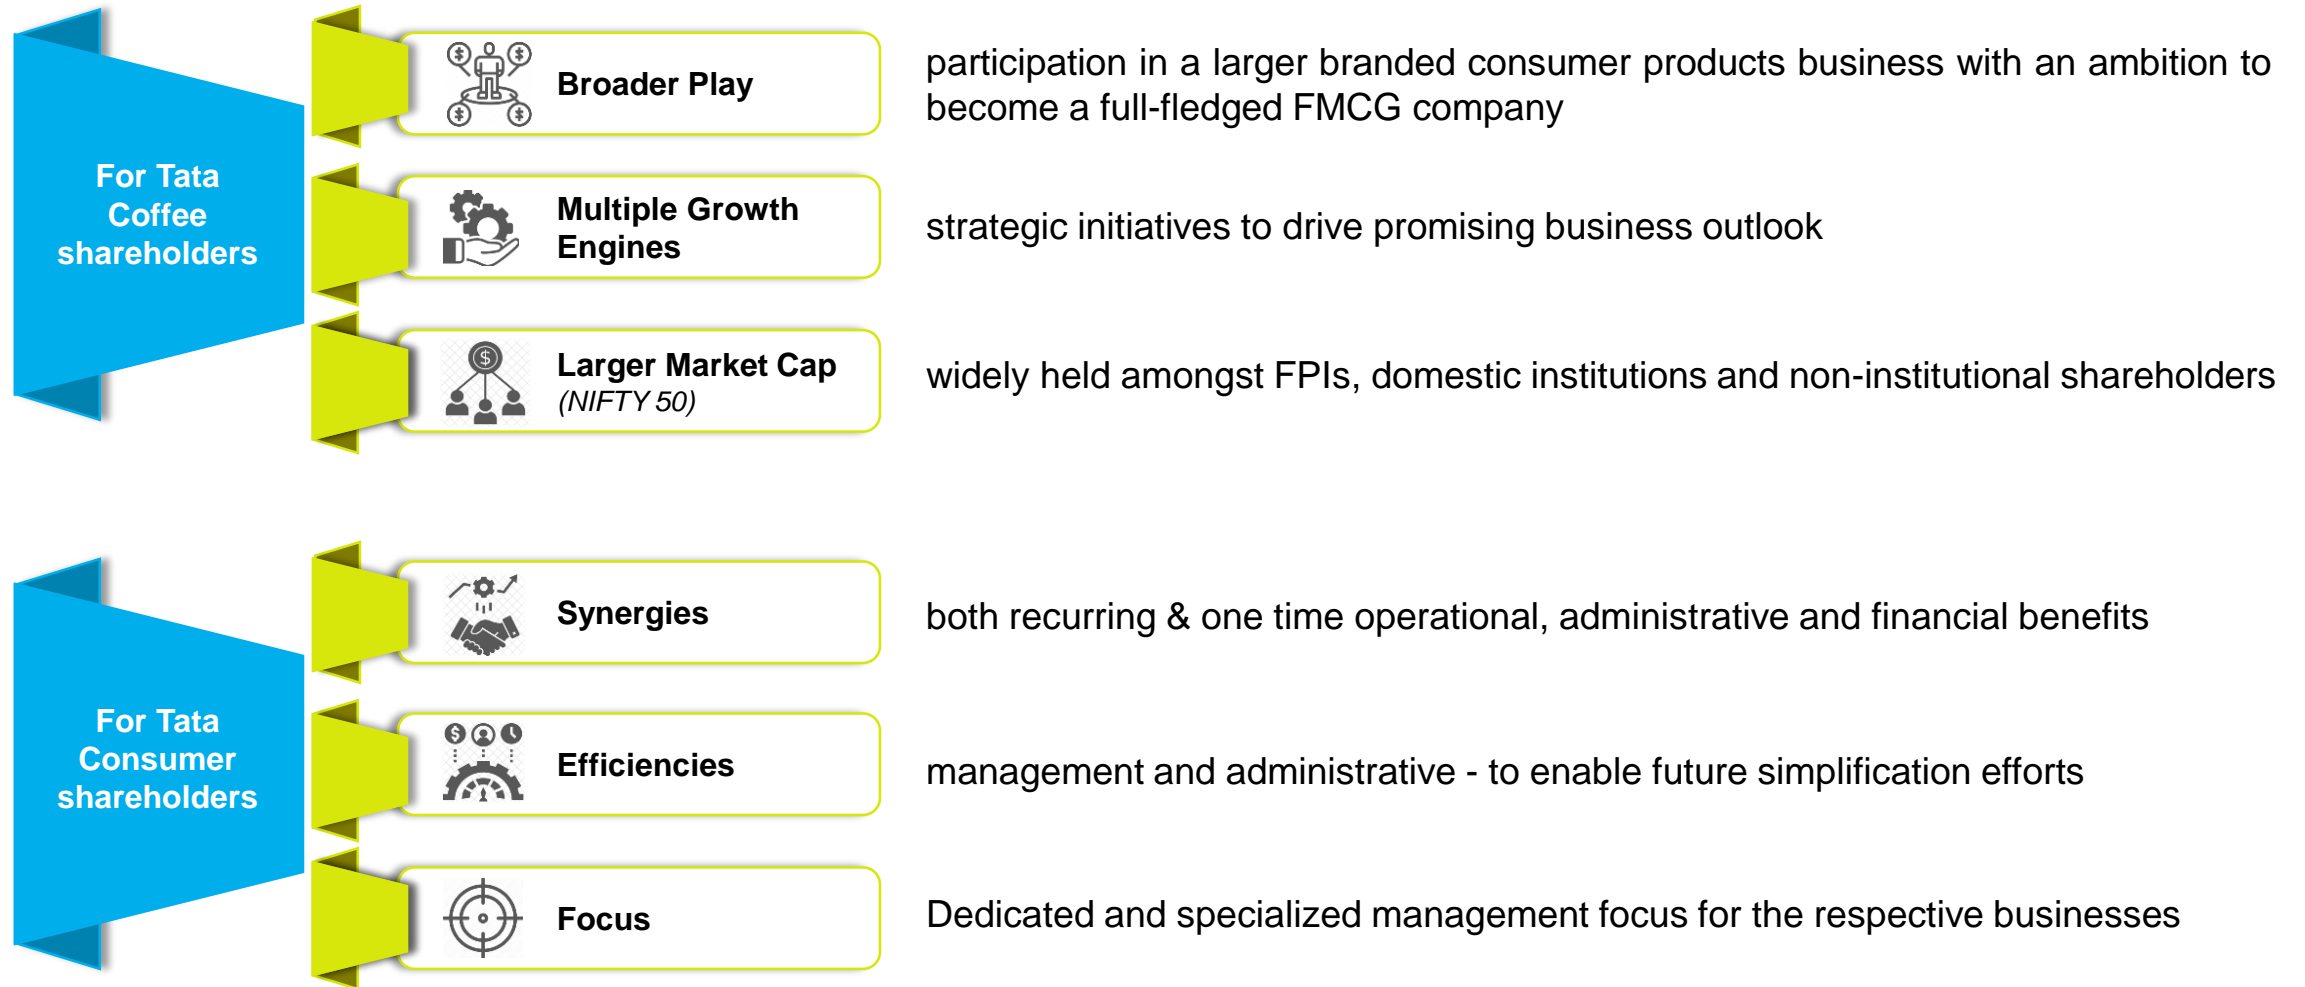 For Tata
Coffee
shareholders
Broader Play
participation in a larger branded consumer products business with an ambition to
become a full-fledged FMCG company
Multiple Growth
Engines
strategic initiatives to drive promising business outlook
Larger Market Cap
(NIFTY 50)
widely held amongst FPIs, domestic institutions and non-institutional shareholders
For Tata
Consumer
shareholders
Synergies
both recurring & one time operational, administrative and financial benefits
Efficiencies
management and administrative - to enable future simplification efforts
Focus
Dedicated and specialized management focus for the respective businesses